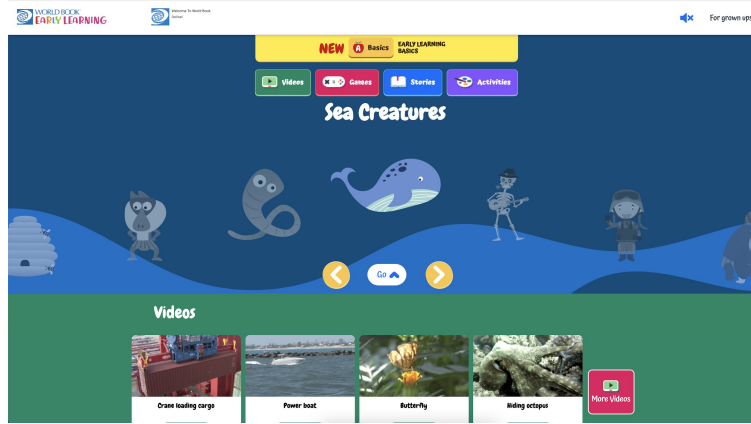 WORLD BOOK
EARLY LEARNING
Welcome To World Book
Online!
For grown ups
NEW A Basics EARLY LEARNING
BASICS
Videos Games Stories Activities
Sea Creatures
Go
Videos
Crane loading cargo Power boat Butterfly Hiding octopus
More Videos